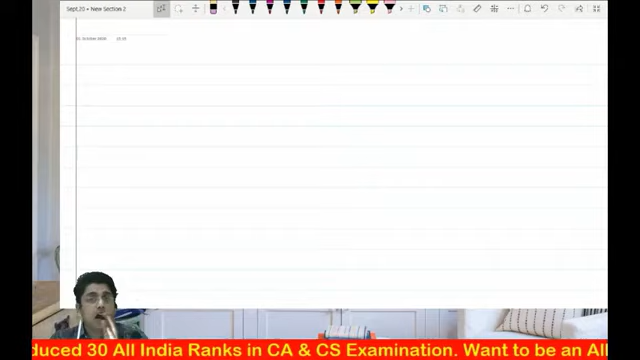 Sept 20 • New Section 2
duced 30 All India Ranks in CA & CS Examination. Want to be an All